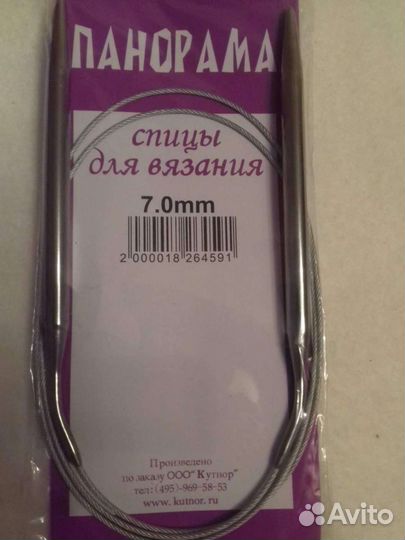 ПАНОРАМА
спицы
для вязания
7.0mm
2 000018 264591
Произведено
по заказу ООО"Кутнор"
тел:(495)-969-58-53
www. kutnor. ru
Avito